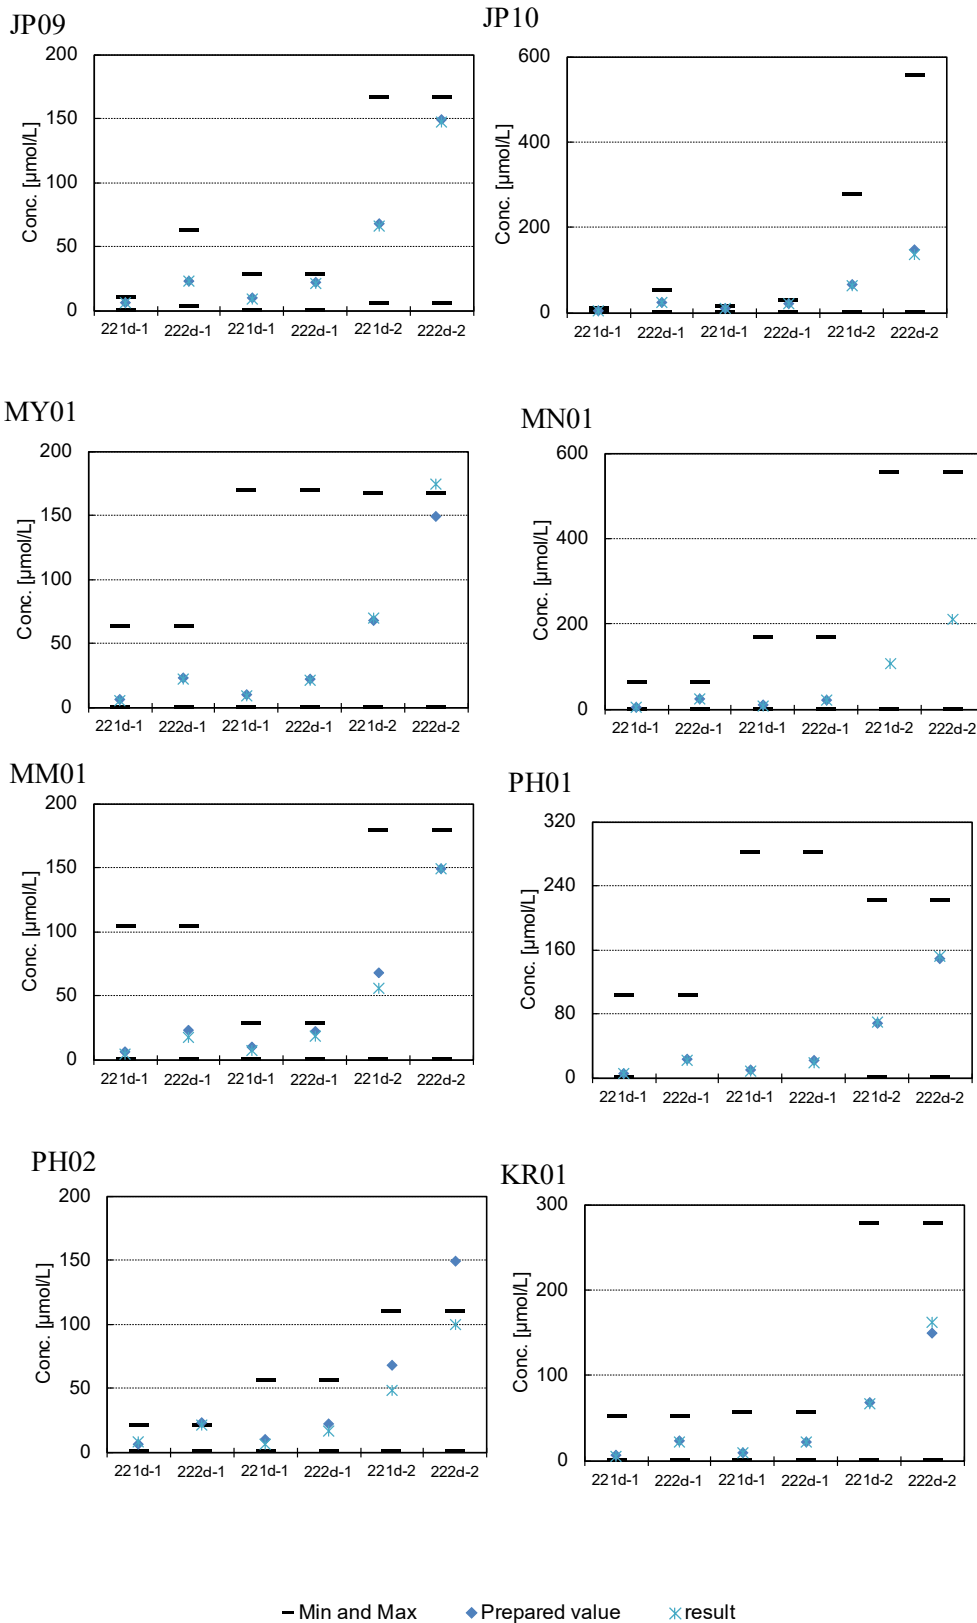 JP09
200
150
100
50
0
Conc. [µmol/L]
221d-1 222d-1 221d-1 222d-1 221d-2 222d-2
JP10
600
400
200
0
Conc. [µmol/L]
221d-1 222d-1 221d-1 222d-1 221d-2 222d-2
MY01
200
150
100
50
0
Conc. [µmol/L]
221d-1 222d-1 221d-1 222d-1 221d-2 222d-2
MN01
600
400
200
0
Conc. [µmol/L]
221d-1 222d-1 221d-1 222d-1 221d-2 222d-2
MM01
200
150
100
50
0
Conc. [µmol/L]
221d-1 222d-1 221d-1 222d-1 221d-2 222d-2
PH01
320
240
160
80
0
Conc. [µmol/L]
221d-1 222d-1 221d-1 222d-1 221d-2 222d-2
PH02
200
150
100
50
0
Conc. [µmol/L]
221d-1 222d-1 221d-1 222d-1 221d-2 222d-2
KR01
300
200
100
0
Conc. [µmol/L]
221d-1 222d-1 221d-1 222d-1 221d-2 222d-2
Min and Max Prepared value result